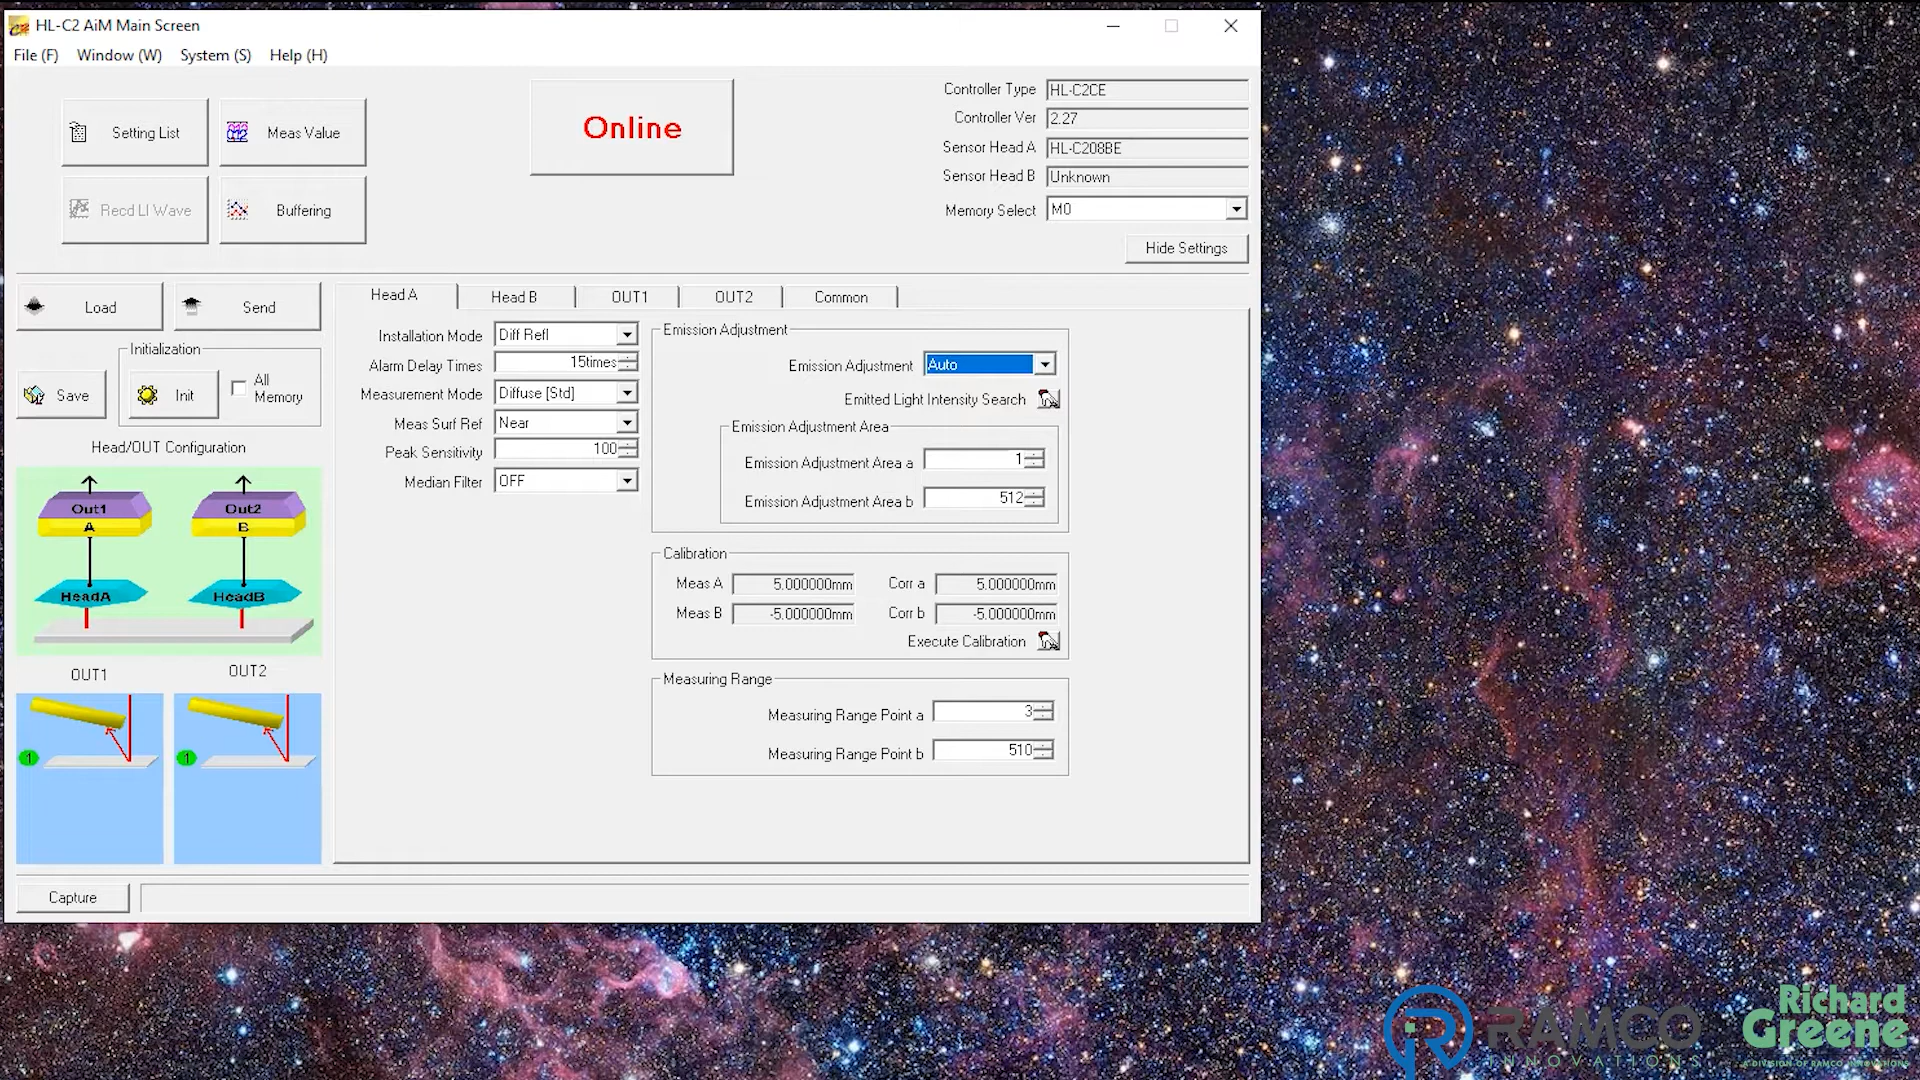 HL-C2 AiM Main Screen
File (F) Window (W) System (S) Help (H)
Setting List
Meas Value
Recd LI Wave
Buffering
Online
Controller Type HL-C2CE
Controller Ver 2.27
Sensor Head A HL-C208BE
Sensor Head B Unknown
Memory Select M0
Hide Settings
Load
Send
Initialization
Save
Init
All Memory
Head/OUT Configuration
Out1
A
HeadA
Out2
B
HeadB
OUT1
OUT2
1
1
Head A Head B OUT1 OUT2 Common
Installation Mode Diff Refl
Alarm Delay Times 15times
Measurement Mode Diffuse [Std]
Meas Surf Ref Near
Peak Sensitivity 100
Median Filter OFF
Emission Adjustment
Emission Adjustment Auto
Emitted Light Intensity Search
Emission Adjustment Area
Emission Adjustment Area a 1
Emission Adjustment Area b 512
Calibration
Meas A 5.000000mm Corr a 5.000000mm
Meas B -5.000000mm Corr b -5.000000mm
Execute Calibration
Measuring Range
Measuring Range Point a 3
Measuring Range Point b 510
Capture
RAMCO
INNOVATIONS
Richard
Greene
A DIVISION OF RAMCO INNOVATIONS